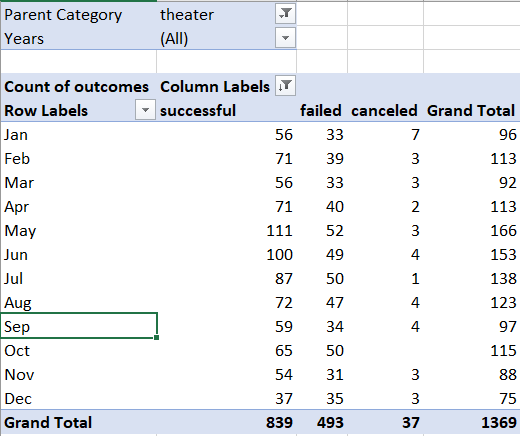 Parent Category theater
Years (All)
Count of outcomes Column Labels
Row Labels successful failed canceled Grand Total
Jan 56 33 7 96
Feb 71 39 3 113
Mar 56 33 3 92
Apr 71 40 2 113
May 111 52 3 166
Jun 100 49 4 153
Jul 87 50 1 138
Aug 72 47 4 123
Sep 59 34 4 97
Oct 65 50 115
Nov 54 31 3 88
Dec 37 35 3 75
Grand Total 839 493 37 1369